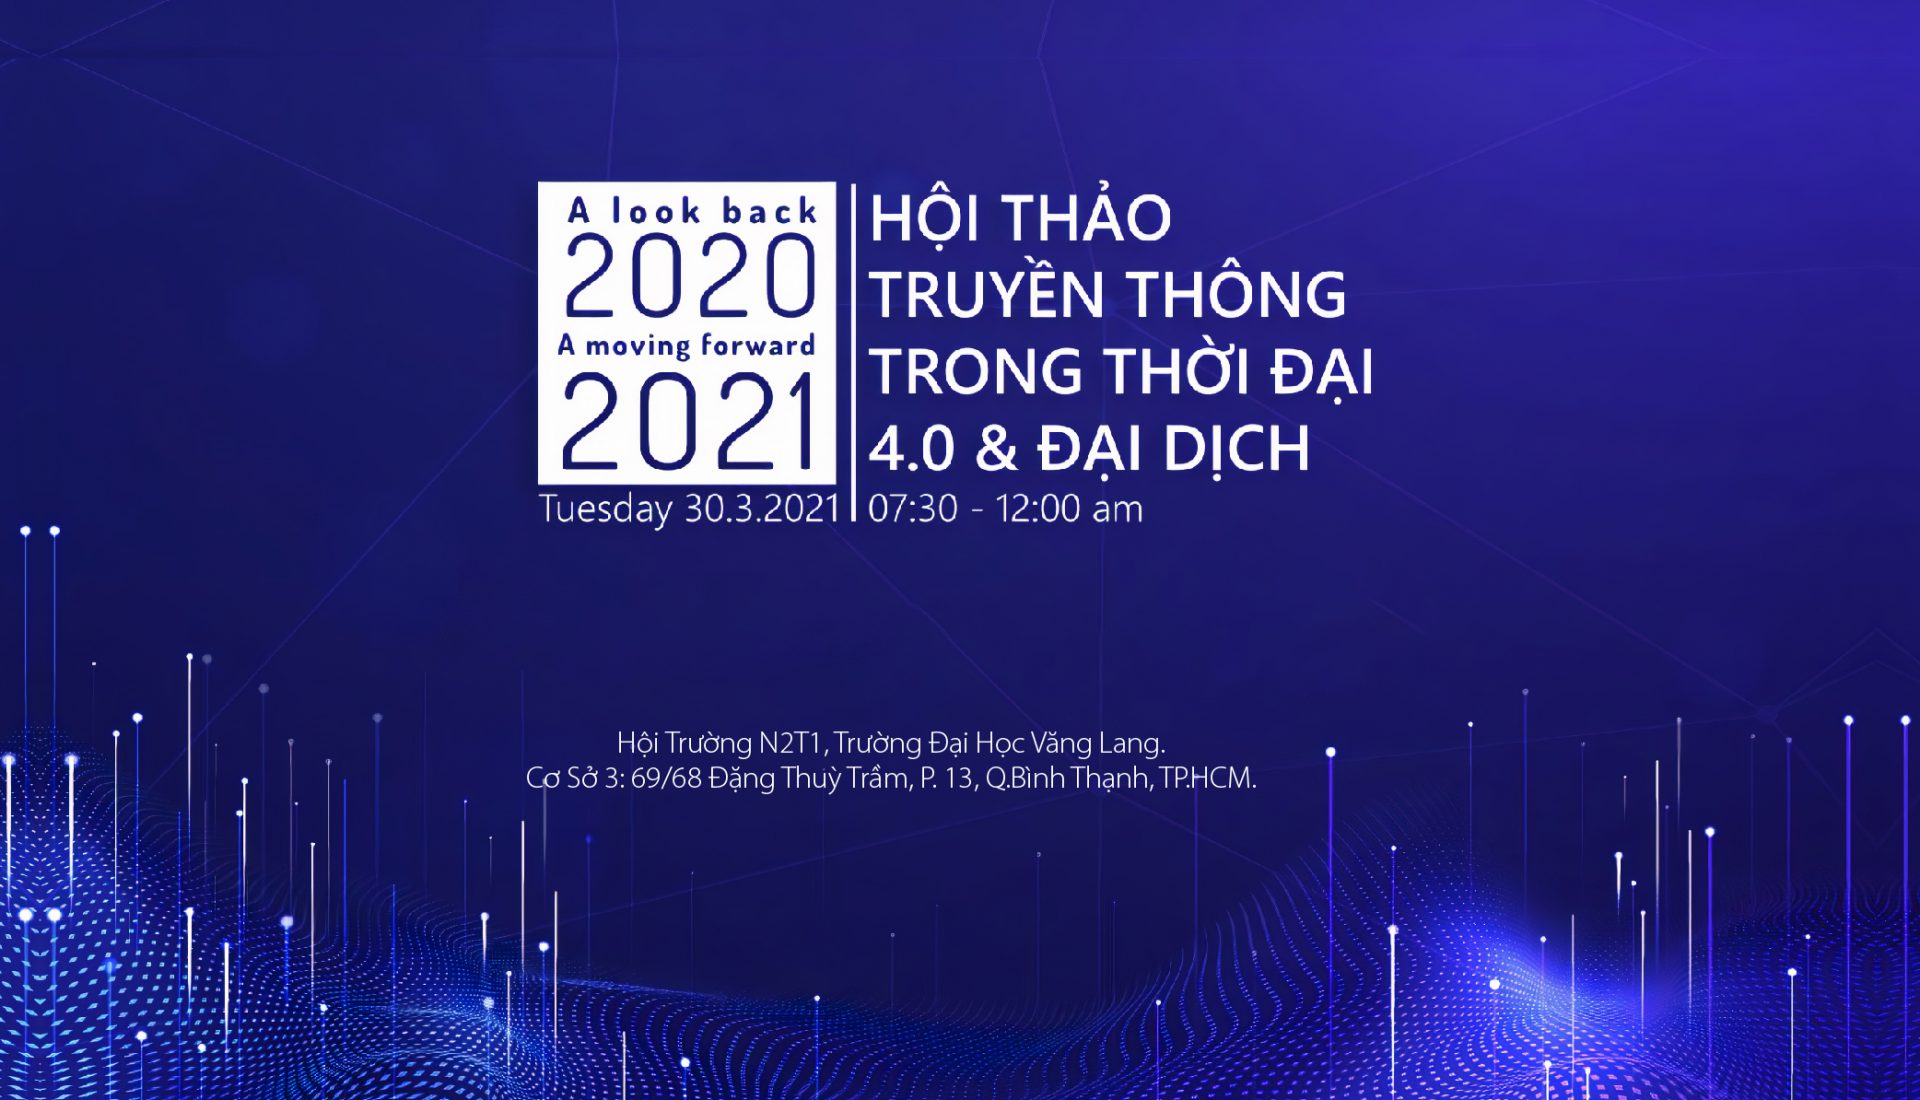 A look back
2020
A moving forward
2021
HỘI THẢO
TRUYỀN THÔNG
TRONG THỜI ĐẠI
4.0 & ĐẠI DỊCH
Tuesday 30.3.2021
07:30 - 12:00 am
Hội Trường N2T1, Trường Đại Học Văng Lang.
Cơ Sở 3: 69/68 Đặng Thuỳ Trầm, P. 13, Q.Bình Thạnh, TP.HCM.